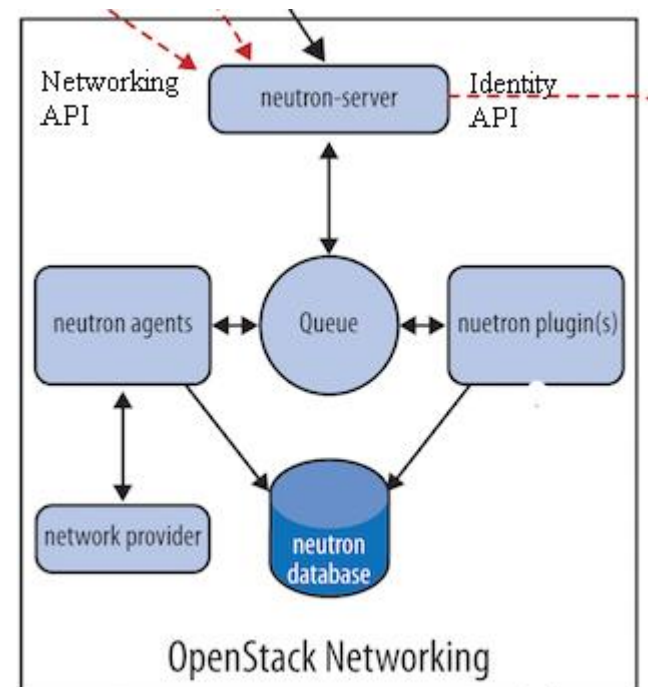 Networking
API
neutron-server
Identity
API
neutron agents
Queue
nuetron plugin(s)
network provider
neutron
database
OpenStack Networking